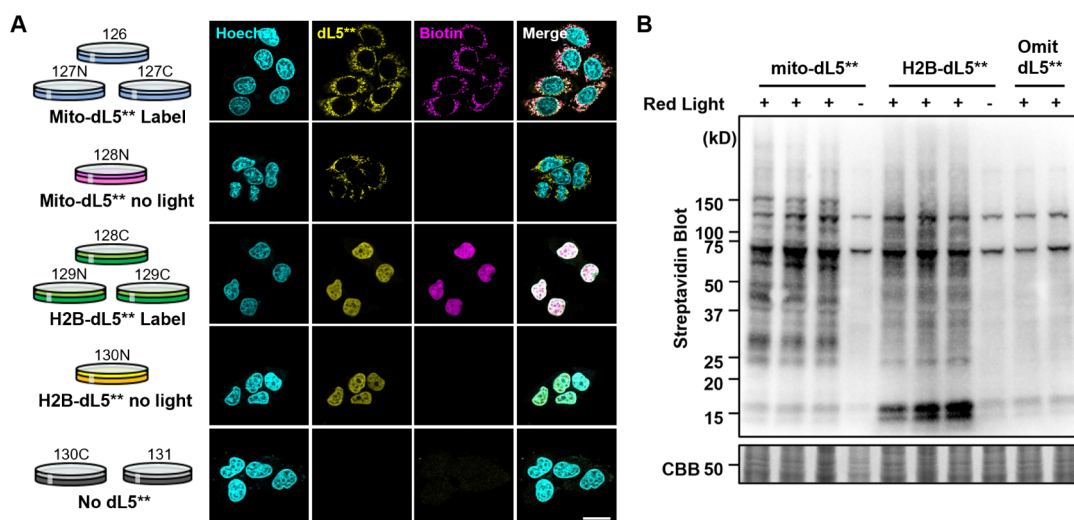 A
126
127N 127C
Mito-dL5** Label
128N
Mito-dL5** no light
128C
129N 129C
H2B-dL5** Label
130N
H2B-dL5** no light
130C 131
No dL5**
Hoechst dL5** Biotin Merge
B
mito-dL5** H2B-dL5** Omit dL5**
Red Light + + + - + + + - + +
(kD)
150
100
75
50
37
25
20
15
Streptavidin Blot
CBB 50